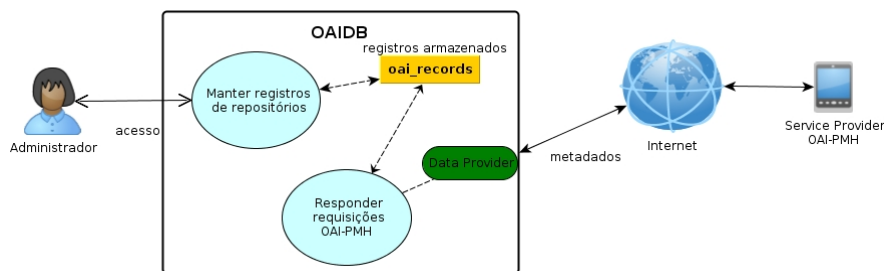 OAIDB
registros armazenados
oai_records
Manter registros
de repositórios
acesso
Administrador
Data Provider
metadados
Responder
requisições
OAI-PMH
Internet
Service Provider
OAI-PMH